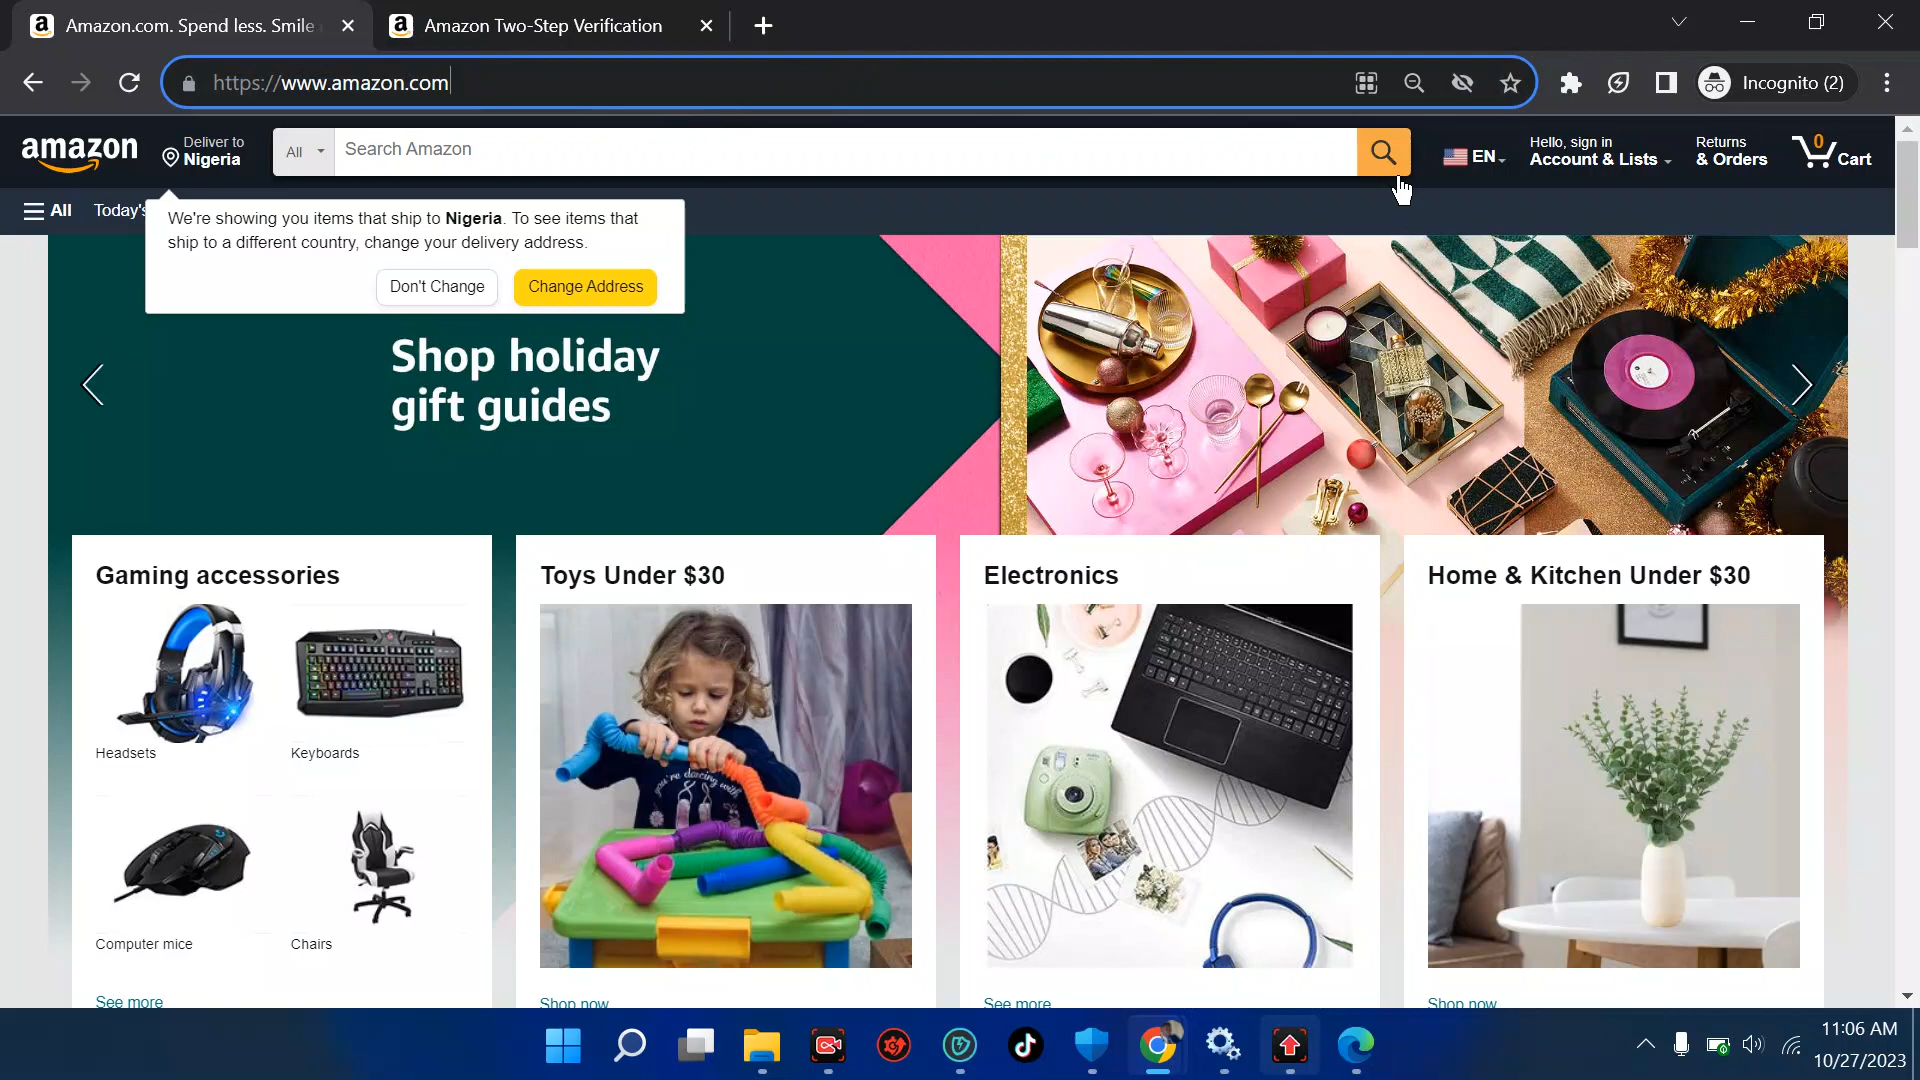 Amazon.com. Spend less. Smile
Amazon Two-Step Verification
https://www.amazon.com
Incognito (2)
amazon
Deliver to
Nigeria
All
Search Amazon
EN
Hello, sign in
Account & Lists
Returns
& Orders
0
Cart
All
Today's
We're showing you items that ship to Nigeria. To see items that
ship to a different country, change your delivery address.
Don't Change
Change Address
Shop holiday
gift guides
Gaming accessories
Headsets
Keyboards
Computer mice
Chairs
See more
Toys Under $30
you're dancing with
Shop now
Electronics
See more
Home & Kitchen Under $30
Shop now
11:06 AM
10/27/2023